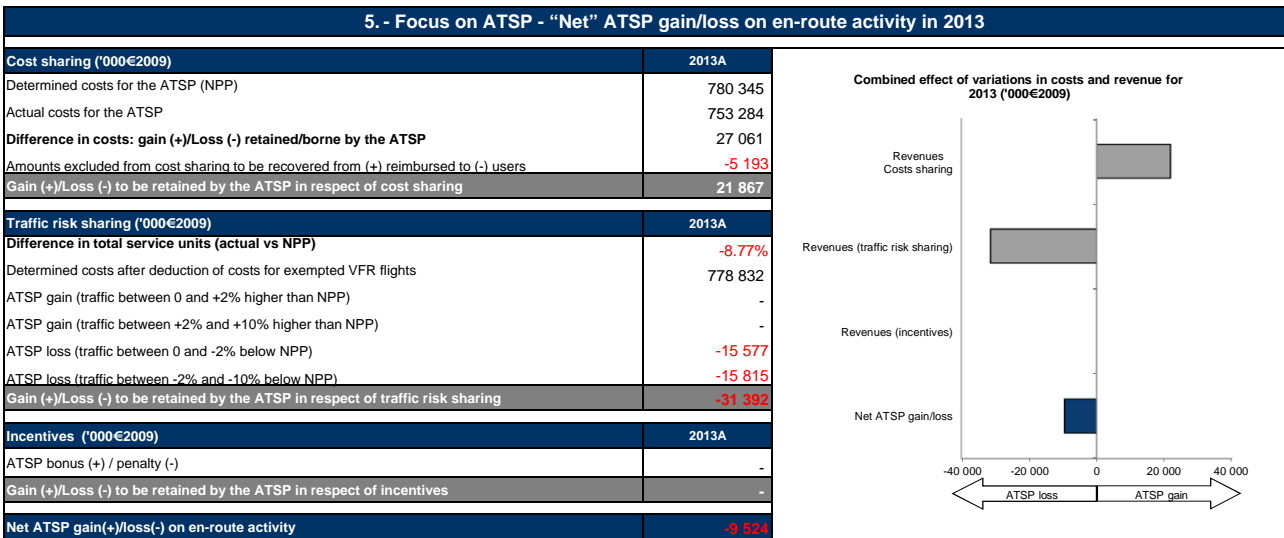 5. - Focus on ATSP - “Net” ATSP gain/loss on en-route activity in 2013
Cost sharing ('000€2009) 2013A
Determined costs for the ATSP (NPP) 780 345
Actual costs for the ATSP 753 284
Difference in costs: gain (+)/Loss (-) retained/borne by the ATSP 27 061
Amounts excluded from cost sharing to be recovered from (+) reimbursed to (-) users -5 193
Gain (+)/Loss (-) to be retained by the ATSP in respect of cost sharing 21 867
Traffic risk sharing ('000€2009) 2013A
Difference in total service units (actual vs NPP) -8.77%
Determined costs after deduction of costs for exempted VFR flights 778 832
ATSP gain (traffic between 0 and +2% higher than NPP) -
ATSP gain (traffic between +2% and +10% higher than NPP) -
ATSP loss (traffic between 0 and -2% below NPP) -15 577
ATSP loss (traffic between -2% and -10% below NPP) -15 815
Gain (+)/Loss (-) to be retained by the ATSP in respect of traffic risk sharing -31 392
Incentives ('000€2009) 2013A
ATSP bonus (+) / penalty (-) -
Gain (+)/Loss (-) to be retained by the ATSP in respect of incentives -
Net ATSP gain(+)/loss(-) on en-route activity -9 524
Combined effect of variations in costs and revenue for
2013 ('000€2009)
Revenues
Costs sharing
Revenues (traffic risk sharing)
Revenues (incentives)
Net ATSP gain/loss
-40 000 -20 000 0 20 000 40 000
ATSP loss ATSP gain